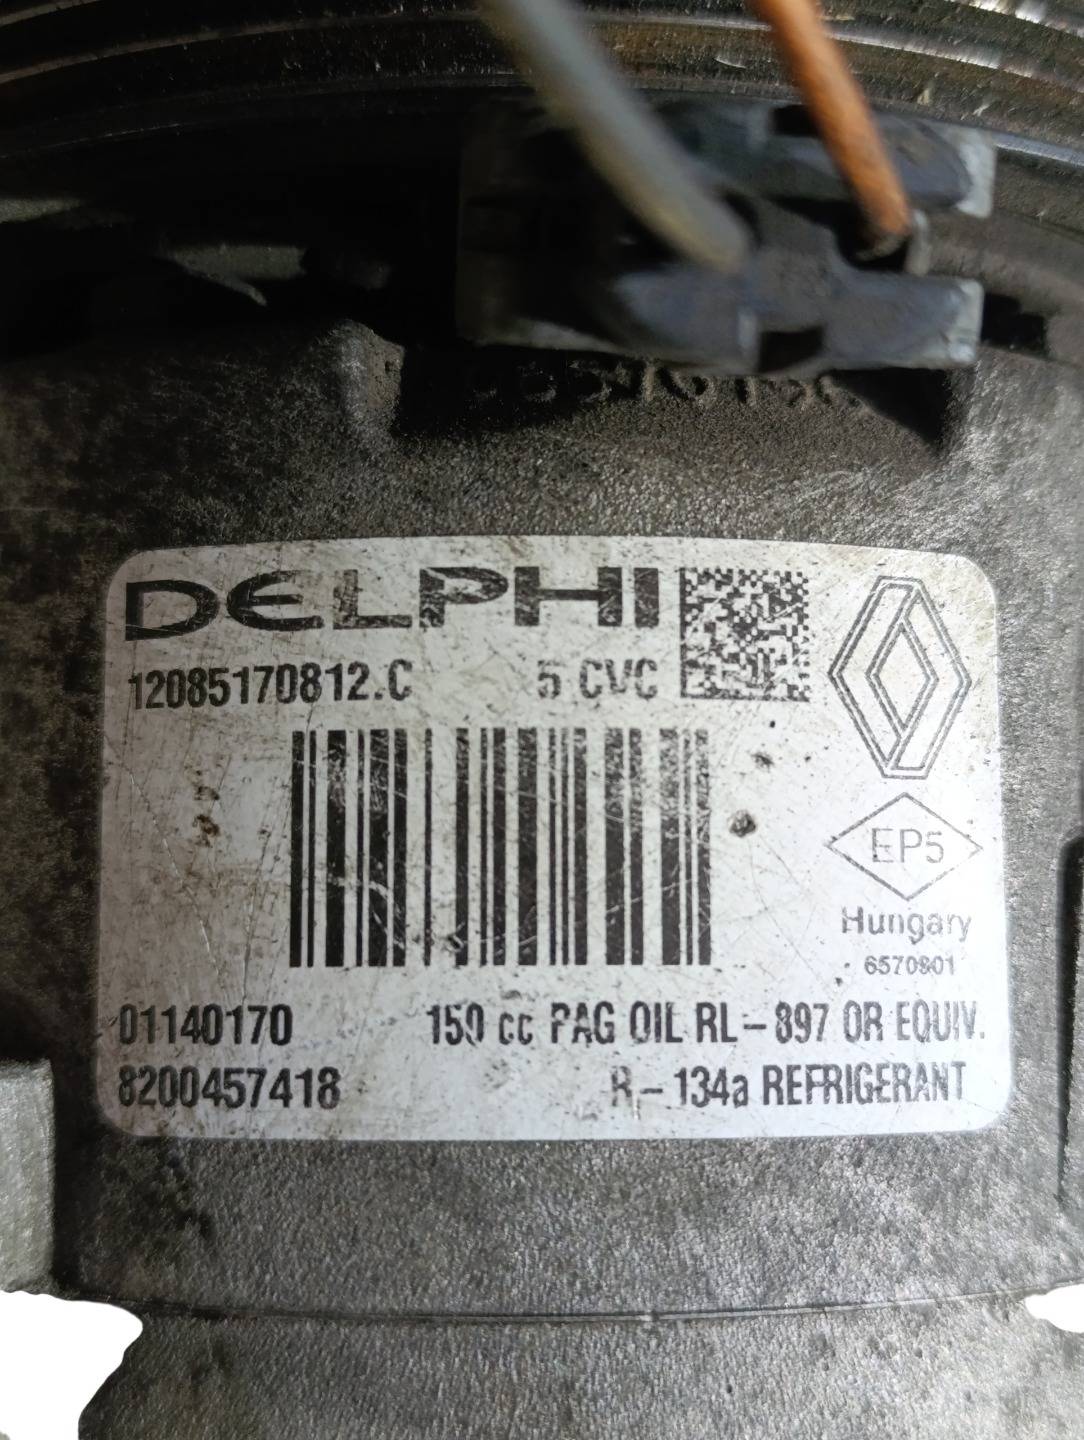 DELPHI
12085170812.C 5 CVC
EP5
Hungary
6570801
01140170 150 cc PAG OIL RL-897 OR EQUIV.
8200457418 R-134a REFRIGERANT